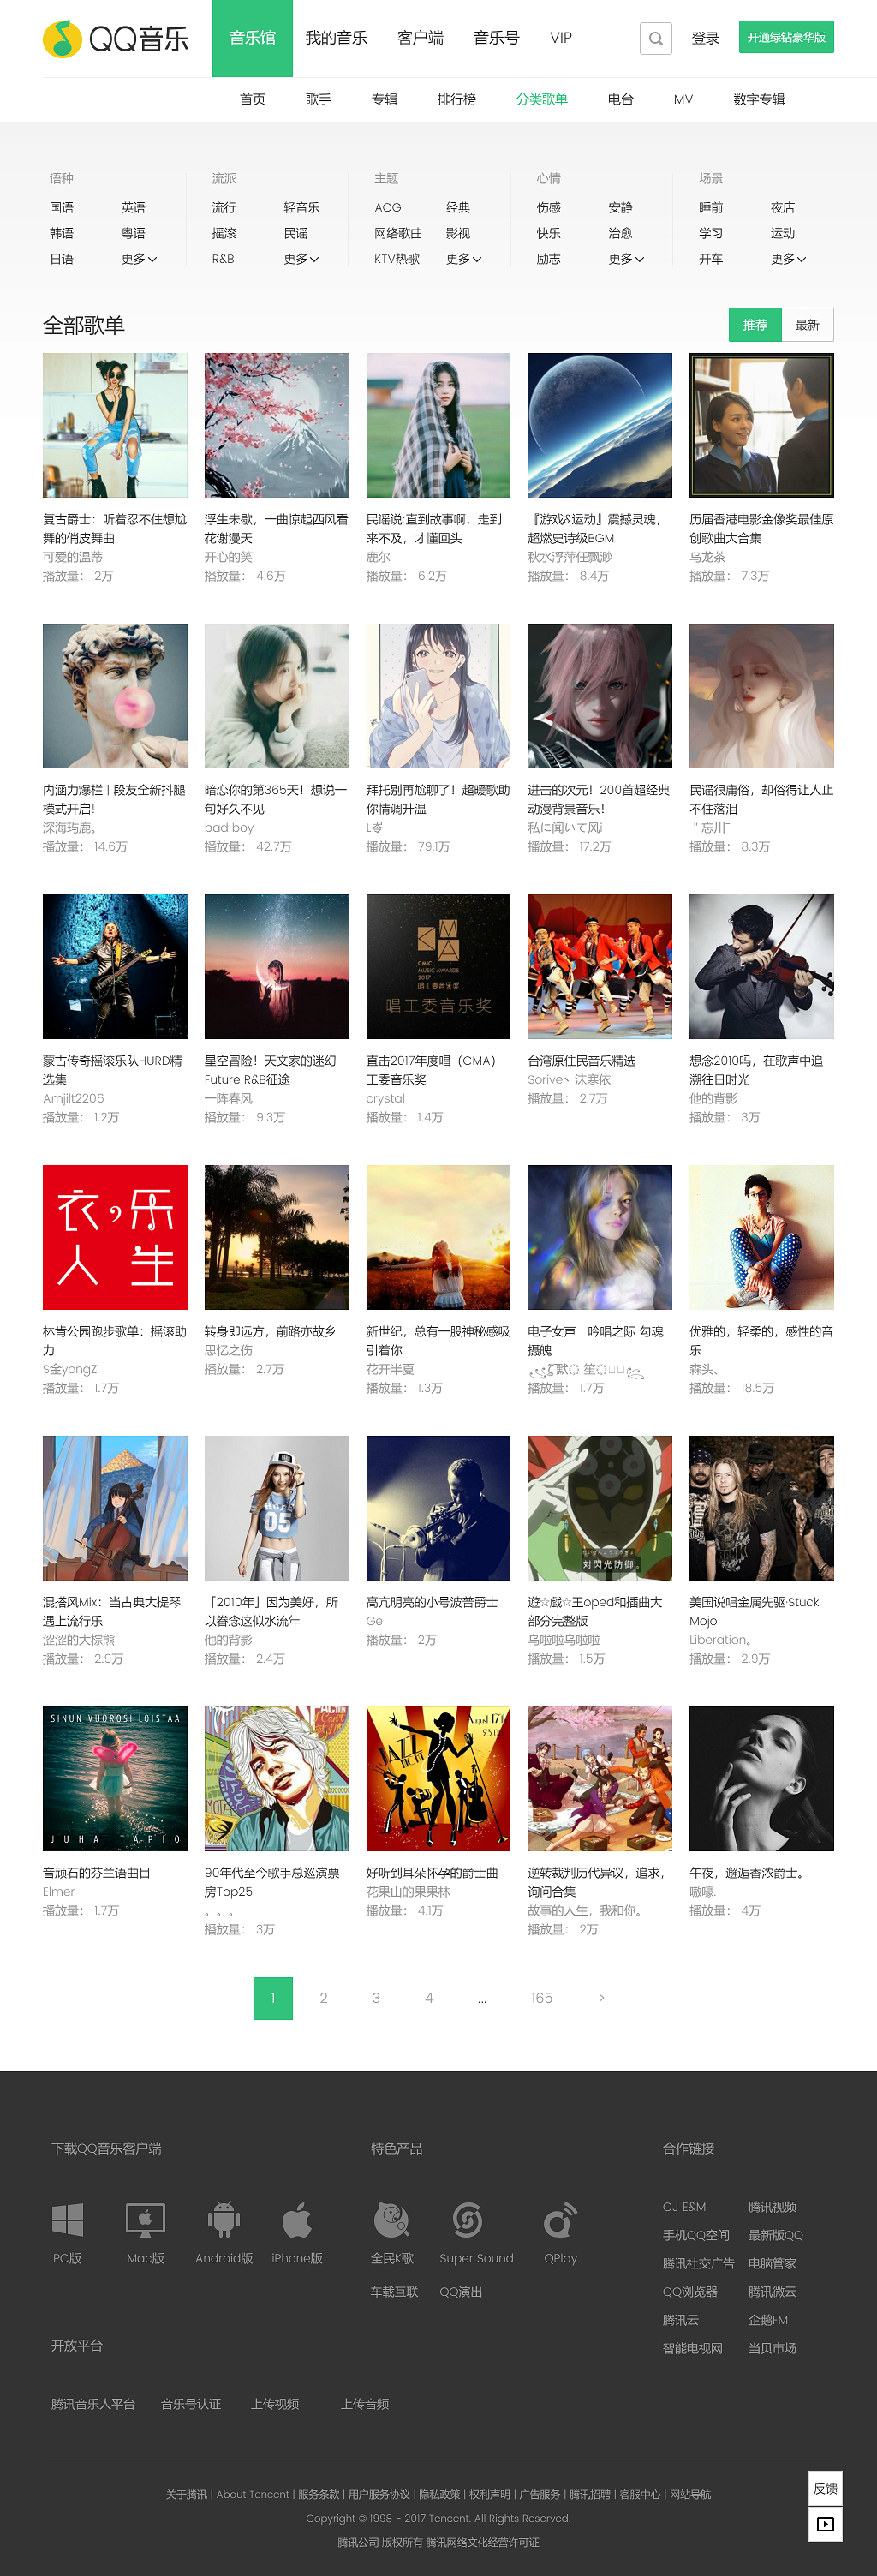 QQ音乐
音乐馆 我的音乐 客户端 音乐号 VIP 登录 开通绿钻豪华版
首页 歌手 专辑 排行榜 分类歌单 电台 MV 数字专辑
语种 流派 主题 心情 场景
国语 英语 流行 轻音乐 ACG 经典 伤感 安静 睡前 夜店
韩语 粤语 摇滚 民谣 网络歌曲 影视 快乐 治愈 学习 运动
日语 更多 R&B 更多 KTV热歌 更多 励志 更多 开车 更多
全部歌单 推荐 最新
复古爵士：听着忍不住想尬
舞的俏皮舞曲
可爱的温蒂
播放量： 2万
浮生未歇，一曲惊起西风看
花谢漫天
开心的笑
播放量： 4.6万
民谣说:直到故事啊，走到
来不及，才懂回头
鹿尔
播放量： 6.2万
『游戏&运动』震撼灵魂，
超燃史诗级BGM
秋水浮萍任飘渺
播放量： 8.4万
历届香港电影金像奖最佳原
创歌曲大合集
乌龙茶
播放量： 7.3万
内涵力爆栏 | 段友全新抖腿
模式开启!
深海玙鹿。
播放量： 14.6万
暗恋你的第365天！想说一
句好久不见
bad boy
播放量： 42.7万
拜托别再尬聊了！超暖歌助
你情调升温
L岑
播放量： 79.1万
进击的次元！200首超经典
动漫背景音乐！
私に闻いて风i
播放量： 17.2万
民谣很庸俗，却俗得让人止
不住落泪
" 忘川ˉ
播放量： 8.3万
CMIC
MUSIC AWARDS
2017
唱工委音乐奖
唱工委音乐奖
蒙古传奇摇滚乐队HURD精
选集
Amjilt2206
播放量： 1.2万
星空冒险！天文家的迷幻
Future R&B征途
一阵春风
播放量： 9.3万
直击2017年度唱（CMA）
工委音乐奖
crystal
播放量： 1.4万
台湾原住民音乐精选
Sorive丶沫寒依
播放量： 2.7万
想念2010吗，在歌声中追
溯往日时光
他的背影
播放量： 3万
衣,乐
人生
林肯公园跑步歌单：摇滚助
力
S金yongZ
播放量： 1.7万
转身即远方，前路亦故乡
思忆之伤
播放量： 2.7万
新世纪，总有一股神秘感吸
引着你
花开半夏
播放量： 1.3万
电子女声 | 吟唱之际 勾魂
摄魄
默 笙
播放量： 1.7万
优雅的，轻柔的，感性的音
乐
森头、
播放量： 18.5万
05
対閃光防御。
混搭风Mix：当古典大提琴
遇上流行乐
涩涩的大棕熊
播放量： 2.9万
「2010年」因为美好，所
以眷念这似水流年
他的背影
播放量： 2.4万
高亢明亮的小号波普爵士
Ge
播放量： 2万
遊☆戯☆王oped和插曲大
部分完整版
乌啦啦乌啦啦
播放量： 1.5万
美国说唱金属先驱·Stuck
Mojo
Liberation。
播放量： 2.9万
SINUN VUOROSI LOISTAA
JUHA TAPIO
MOVE
August 17th
JAZZ
NIGHT
音顽石的芬兰语曲目
Elmer
播放量： 1.7万
90年代至今歌手总巡演票
房Top25
。。。
播放量： 3万
好听到耳朵怀孕的爵士曲
花果山的果果林
播放量： 4.1万
逆转裁判历代异议，追求，
询问合集
故事的人生，我和你。
播放量： 2万
午夜，邂逅香浓爵士。
嗷嚎.
播放量： 4万
1 2 3 4 ... 165 >
下载QQ音乐客户端
PC版 Mac版 Android版 iPhone版
特色产品
全民K歌 Super Sound QPlay
车载互联 QQ演出
合作链接
CJ E&M 腾讯视频
手机QQ空间 最新版QQ
腾讯社交广告 电脑管家
QQ浏览器 腾讯微云
腾讯云 企鹅FM
智能电视网 当贝市场
开放平台
腾讯音乐人平台 音乐号认证 上传视频 上传音频
反馈
关于腾讯 | About Tencent | 服务条款 | 用户服务协议 | 隐私政策 | 权利声明 | 广告服务 | 腾讯招聘 | 客服中心 | 网站导航
Copyright © 1998 - 2017 Tencent. All Rights Reserved.
腾讯公司 版权所有 腾讯网络文化经营许可证